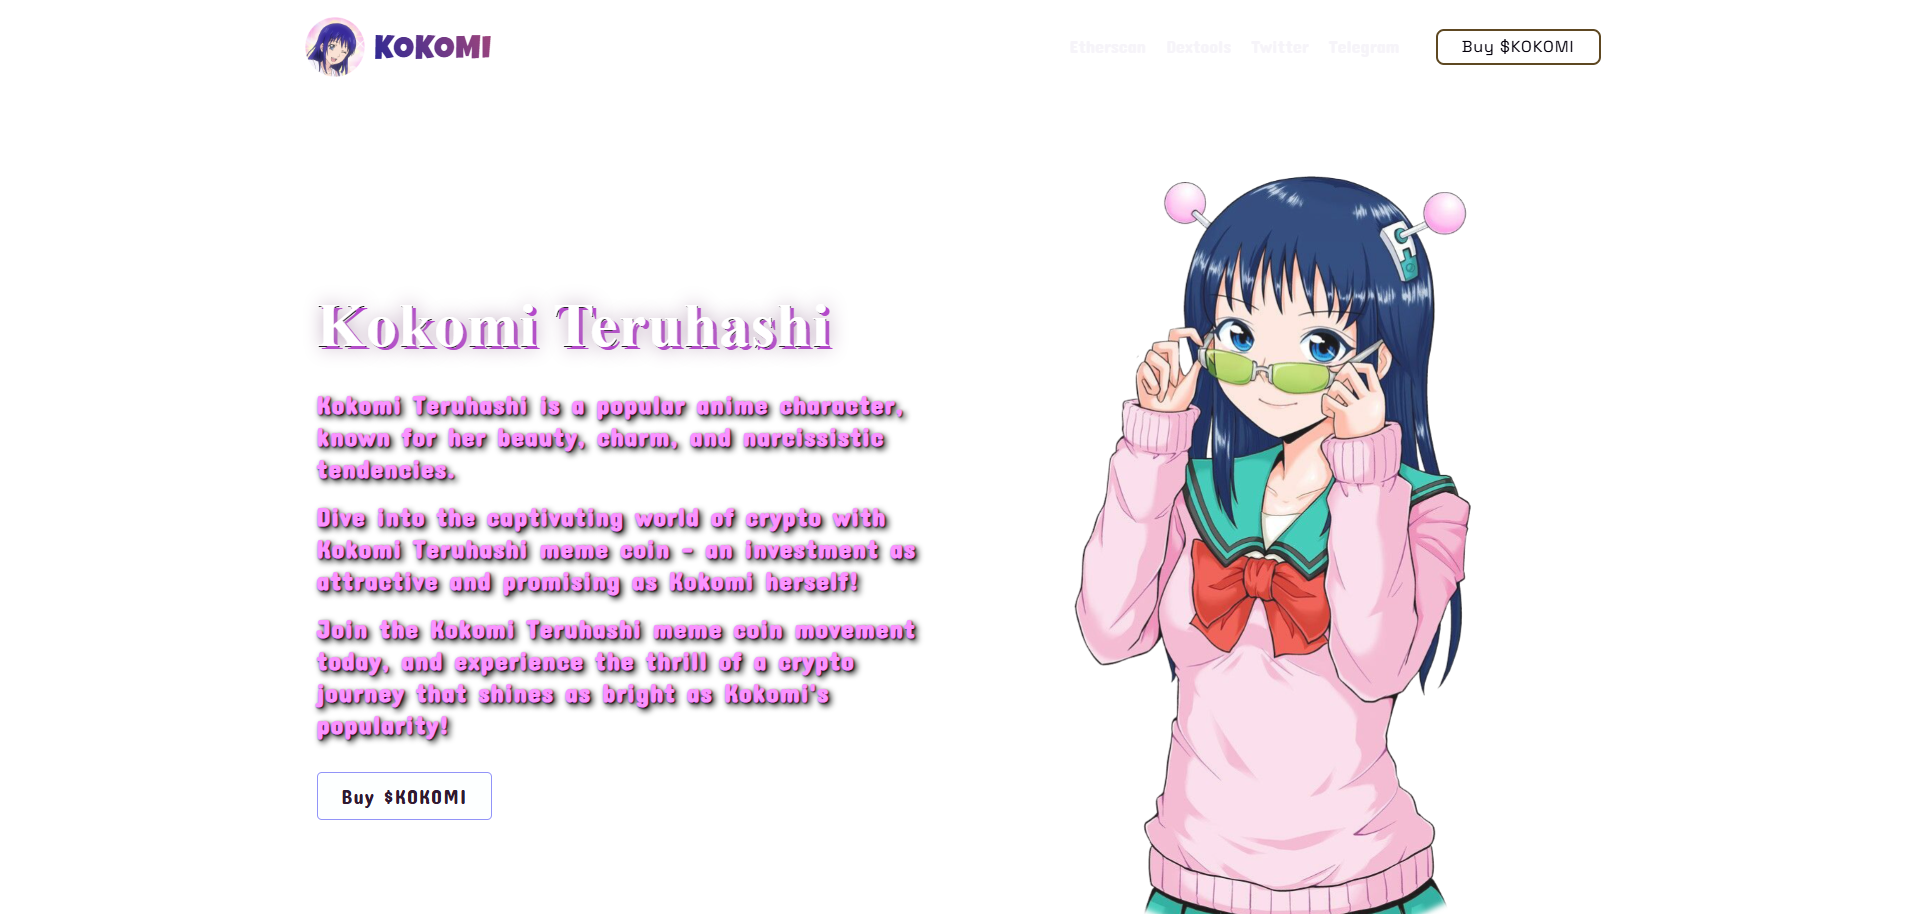 KOKOMI
Etherscan Dextools Twitter Telegram Buy $KOKOMI
Kokomi Teruhashi
Kokomi Teruhashi is a popular anime character,
known for her beauty, charm, and narcissistic
tendencies.
Dive into the captivating world of crypto with
Kokomi Teruhashi meme coin - an investment as
attractive and promising as Kokomi herself!
Join the Kokomi Teruhashi meme coin movement
today, and experience the thrill of a crypto
journey that shines as bright as Kokomi's
popularity!
Buy $KOKOMI